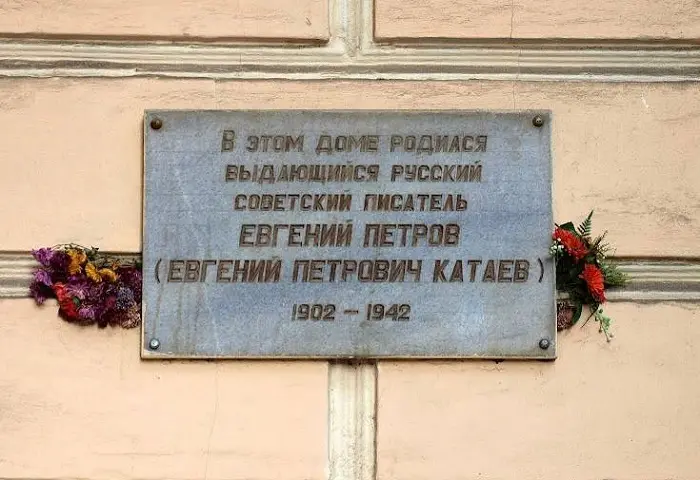 В ЭТОМ ДОМЕ РОДИЛСЯ
ВЫДАЮЩИЙСЯ РУССКИЙ
СОВЕТСКИЙ ПИСАТЕЛЬ
ЕВГЕНИЙ ПЕТРОВ
(ЕВГЕНИЙ ПЕТРОВИЧ КАТАЕВ)
1902 – 1942